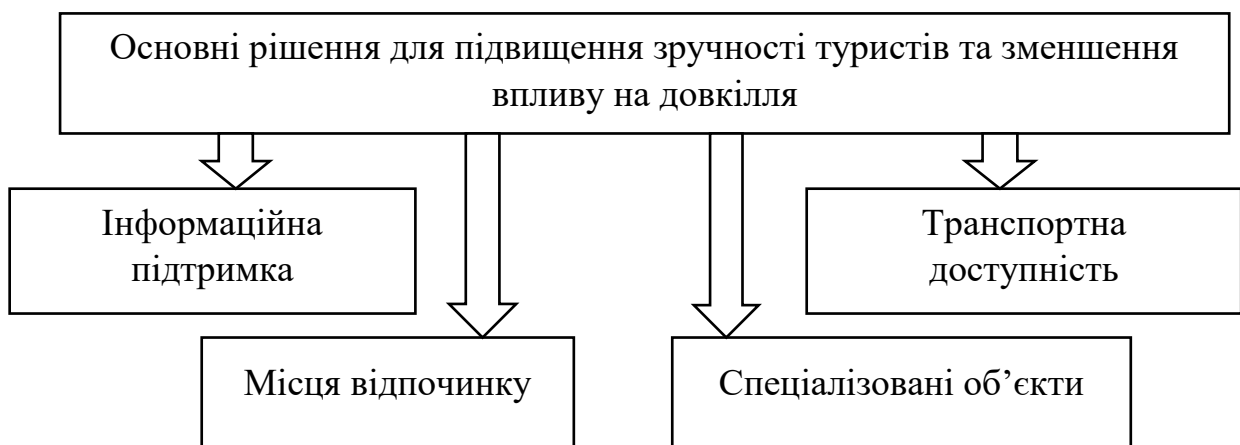 Основні рішення для підвищення зручності туристів та зменшення
впливу на довкілля
Інформаційна
підтримка
Транспортна
доступність
Місця відпочинку
Спеціалізовані об’єкти